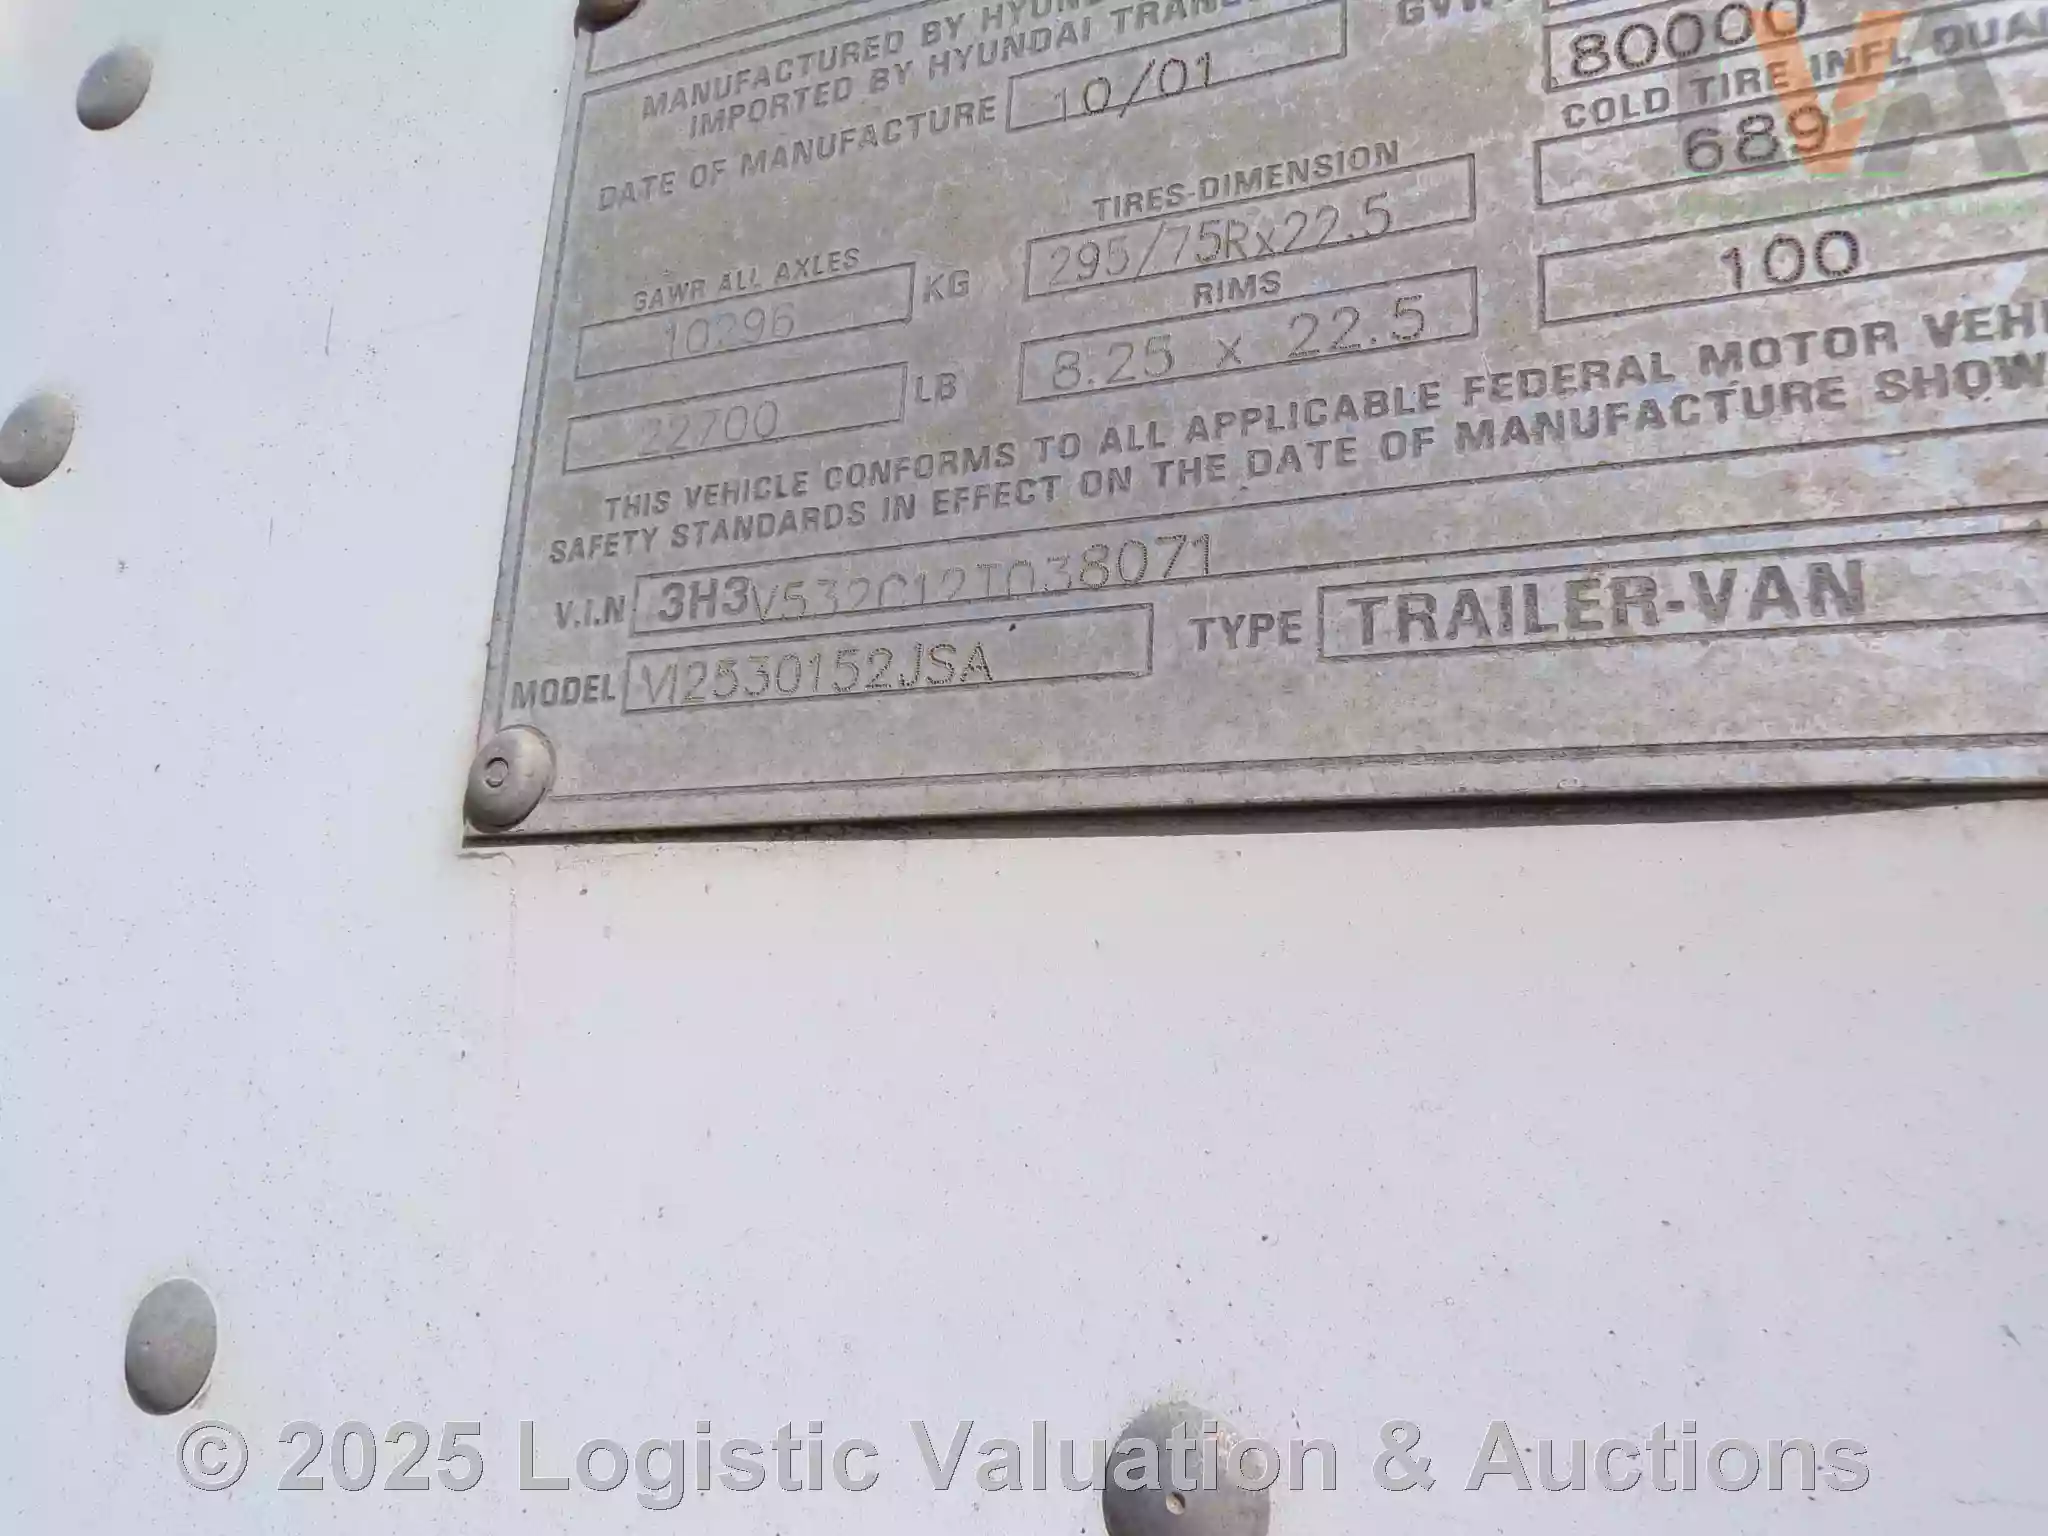 MANUFACTURED BY
IMPORTED BY HYUNDAI
DATE OF MANUFACTURE 10/01
80000
COLD TIRE INFL
689
TIRES-DIMENSION
295/75Rx22.5
GAWR ALL AXLES
10296 KG
RIMS
8.25 x 22.5
100
22700 LB
THIS VEHICLE CONFORMS TO ALL APPLICABLE FEDERAL MOTOR
SAFETY STANDARDS IN EFFECT ON THE DATE OF MANUFACTURE
V.I.N 3H3V532C12T038071
MODEL VI2530152JSA
TYPE TRAILER-VAN
© 2025 Logistic Valuation & Auctions